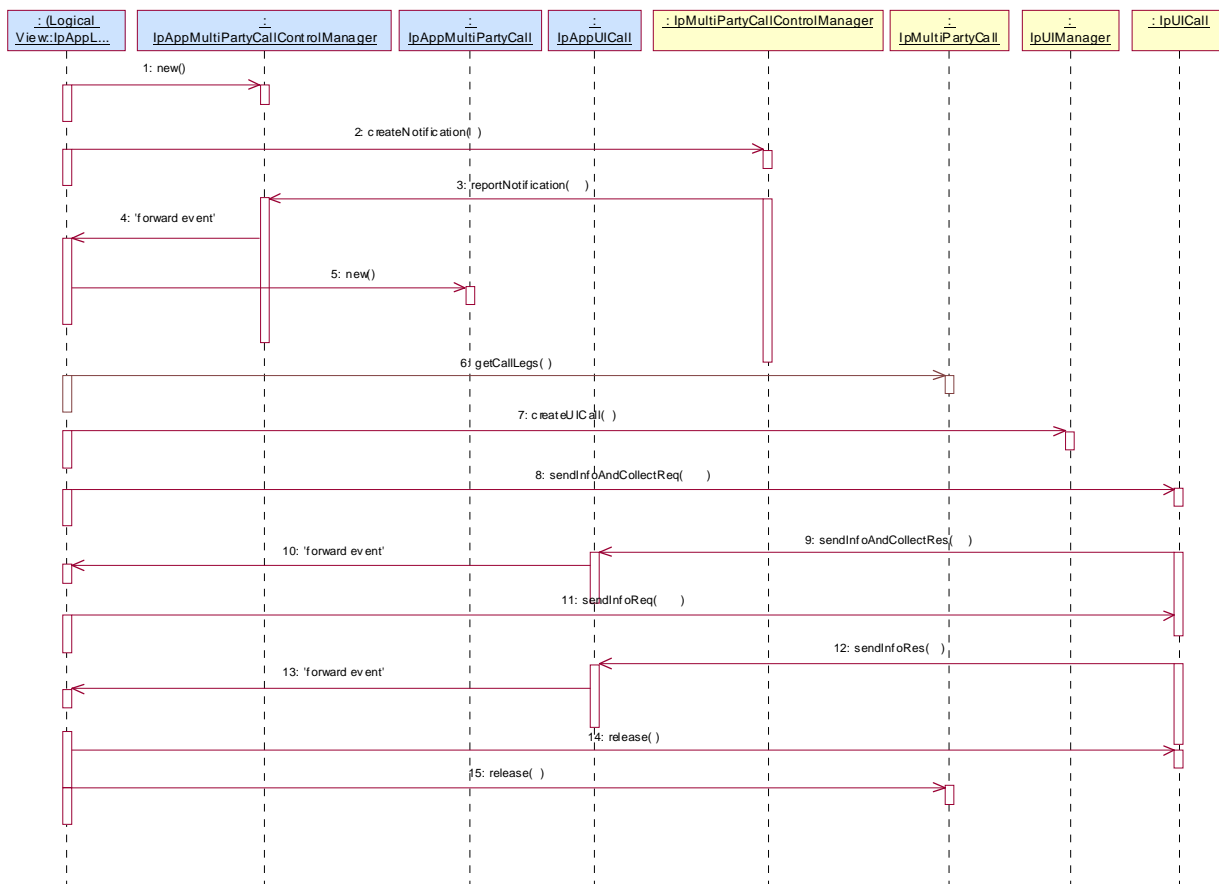 : (Logical
View::IpAppL...
:
IpAppMultiPartyCallControlManager
:
IpAppMultiPartyCall
:
IpAppUICall
: IpMultiPartyCallControlManager
:
IpMultiPartyCall
:
IpUIManager
: IpUICall
1: new()
2: createNotification( )
3: reportNotification( )
4: 'forward event'
5: new()
6: getCallLegs( )
7: createUICall( )
8: sendInfoAndCollectReq( )
9: sendInfoAndCollectRes( )
10: 'forward event'
11: sendInfoReq( )
12: sendInfoRes( )
13: 'forward event'
14: release( )
15: release( )